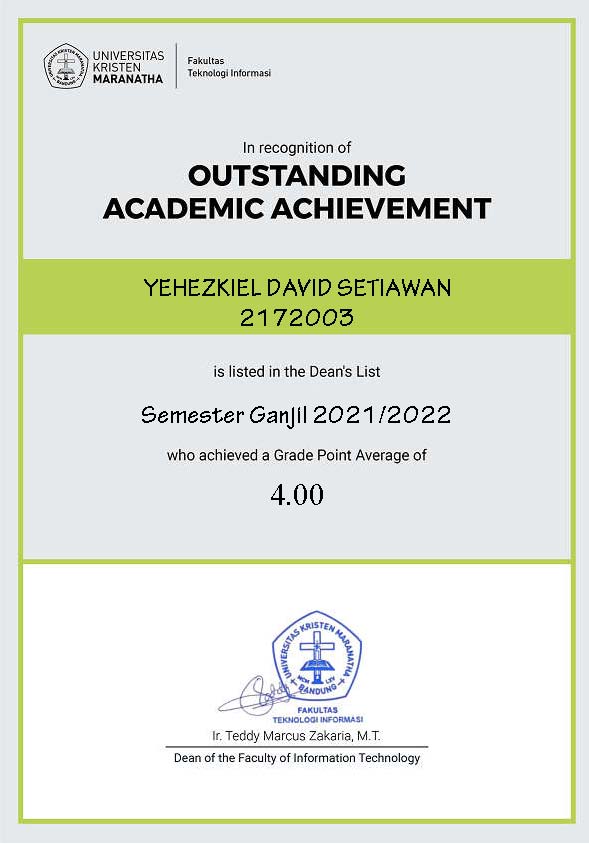 UNIVERSITAS
KRISTEN
MARANATHA
Fakultas
Teknologi Informasi
In recognition of
OUTSTANDING
ACADEMIC ACHIEVEMENT
YEHEZKIEL DAVID SETIAWAN
2172003
is listed in the Dean's List
Semester Ganjil 2021/2022
who achieved a Grade Point Average of
4.00
UNIVERSITAS KRISTEN MARANATHA
MCM LXV
BANDUNG
FAKULTAS
TEKNOLOGI INFORMASI
Ir. Teddy Marcus Zakaria, M.T.
Dean of the Faculty of Information Technology